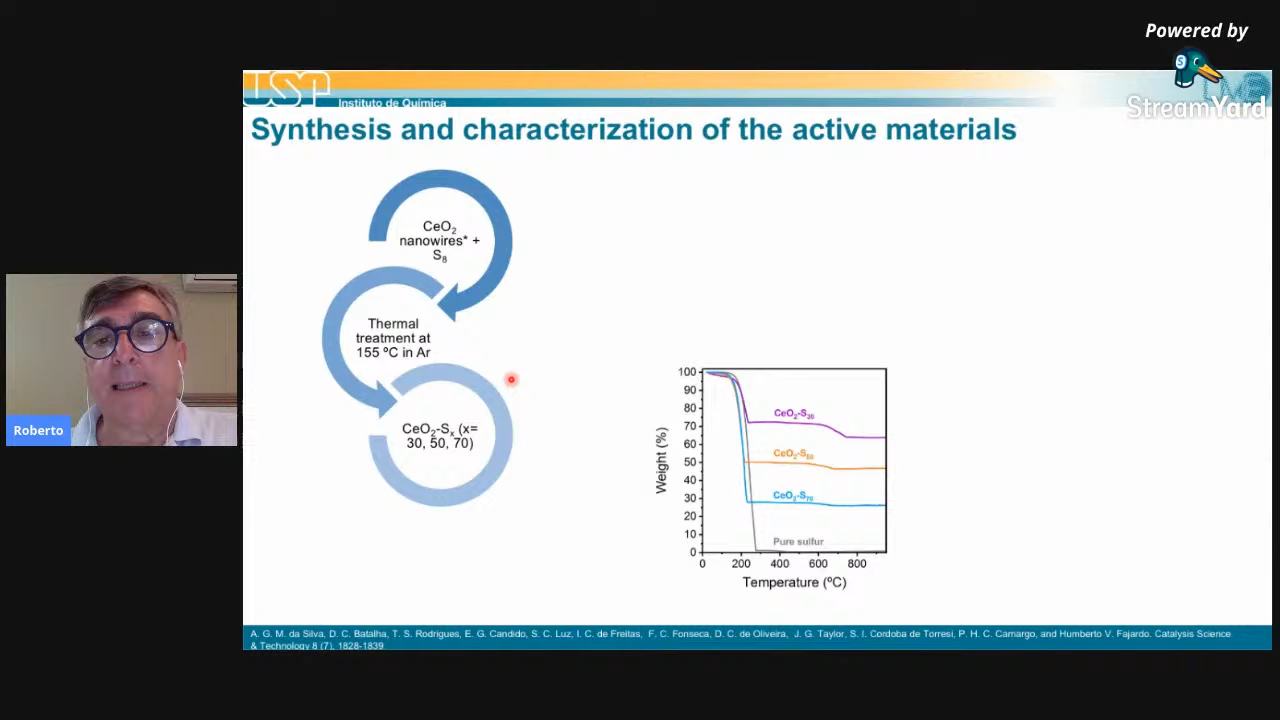 Powered by
StreamYard
USP
Instituto de Química
Synthesis and characterization of the active materials
CeO2
nanowires* +
S8
Thermal
treatment at
155 ºC in Ar
CeO2-Sx (x=
30, 50, 70)
Roberto
Weight (%)
100
90
80
70
60
50
40
30
20
10
0
CeO2-S30
CeO2-S50
CeO2-S70
Pure sulfur
0 200 400 600 800
Temperature (ºC)
A. G. M. da Silva, D. C. Batalha, T. S. Rodrigues, E. G. Candido, S. C. Luz, I. C. de Freitas, F. C. Fonseca, D. C. de Oliveira, J. G. Taylor, S. I. Cordoba de Torresi, P. H. C. Camargo, and Humberto V. Fajardo. Catalysis Science
& Technology 8 (7), 1828-1839